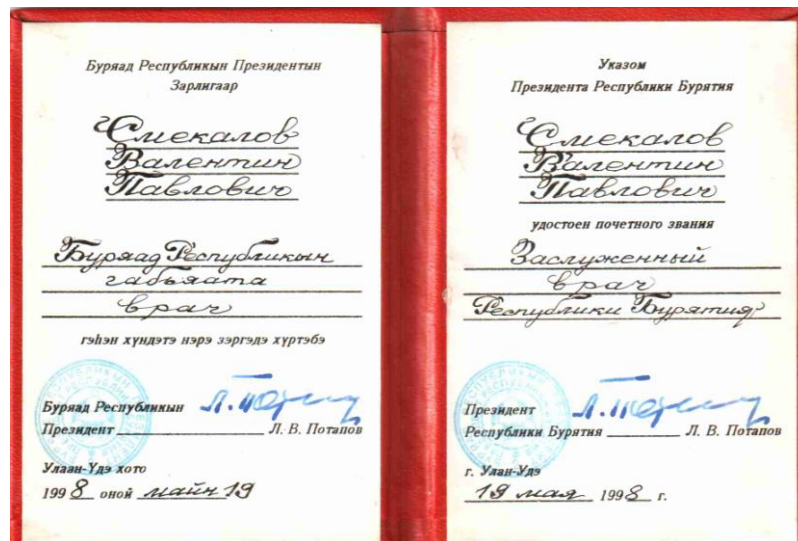 Буряад Республикын Президентын
Зарлигаар
Смекалов
Валентин
Павлович
Буряад Республикын
габьяата
врач
гэһэн хүндэтэ нэрэ зэргэдэ хүртэбэ
Буряад Республикын
Президент Л. В. Потапов
Улаан-Үдэ хото
1998 оной майн 19
Указом
Президента Республики Бурятия
Смекалов
Валентин
Павлович
удостоен почетного звания
Заслуженный
врач
Республики Бурятия
Президент
Республики Бурятия Л. В. Потапов
г. Улан-Удэ
19 мая 1998 г.